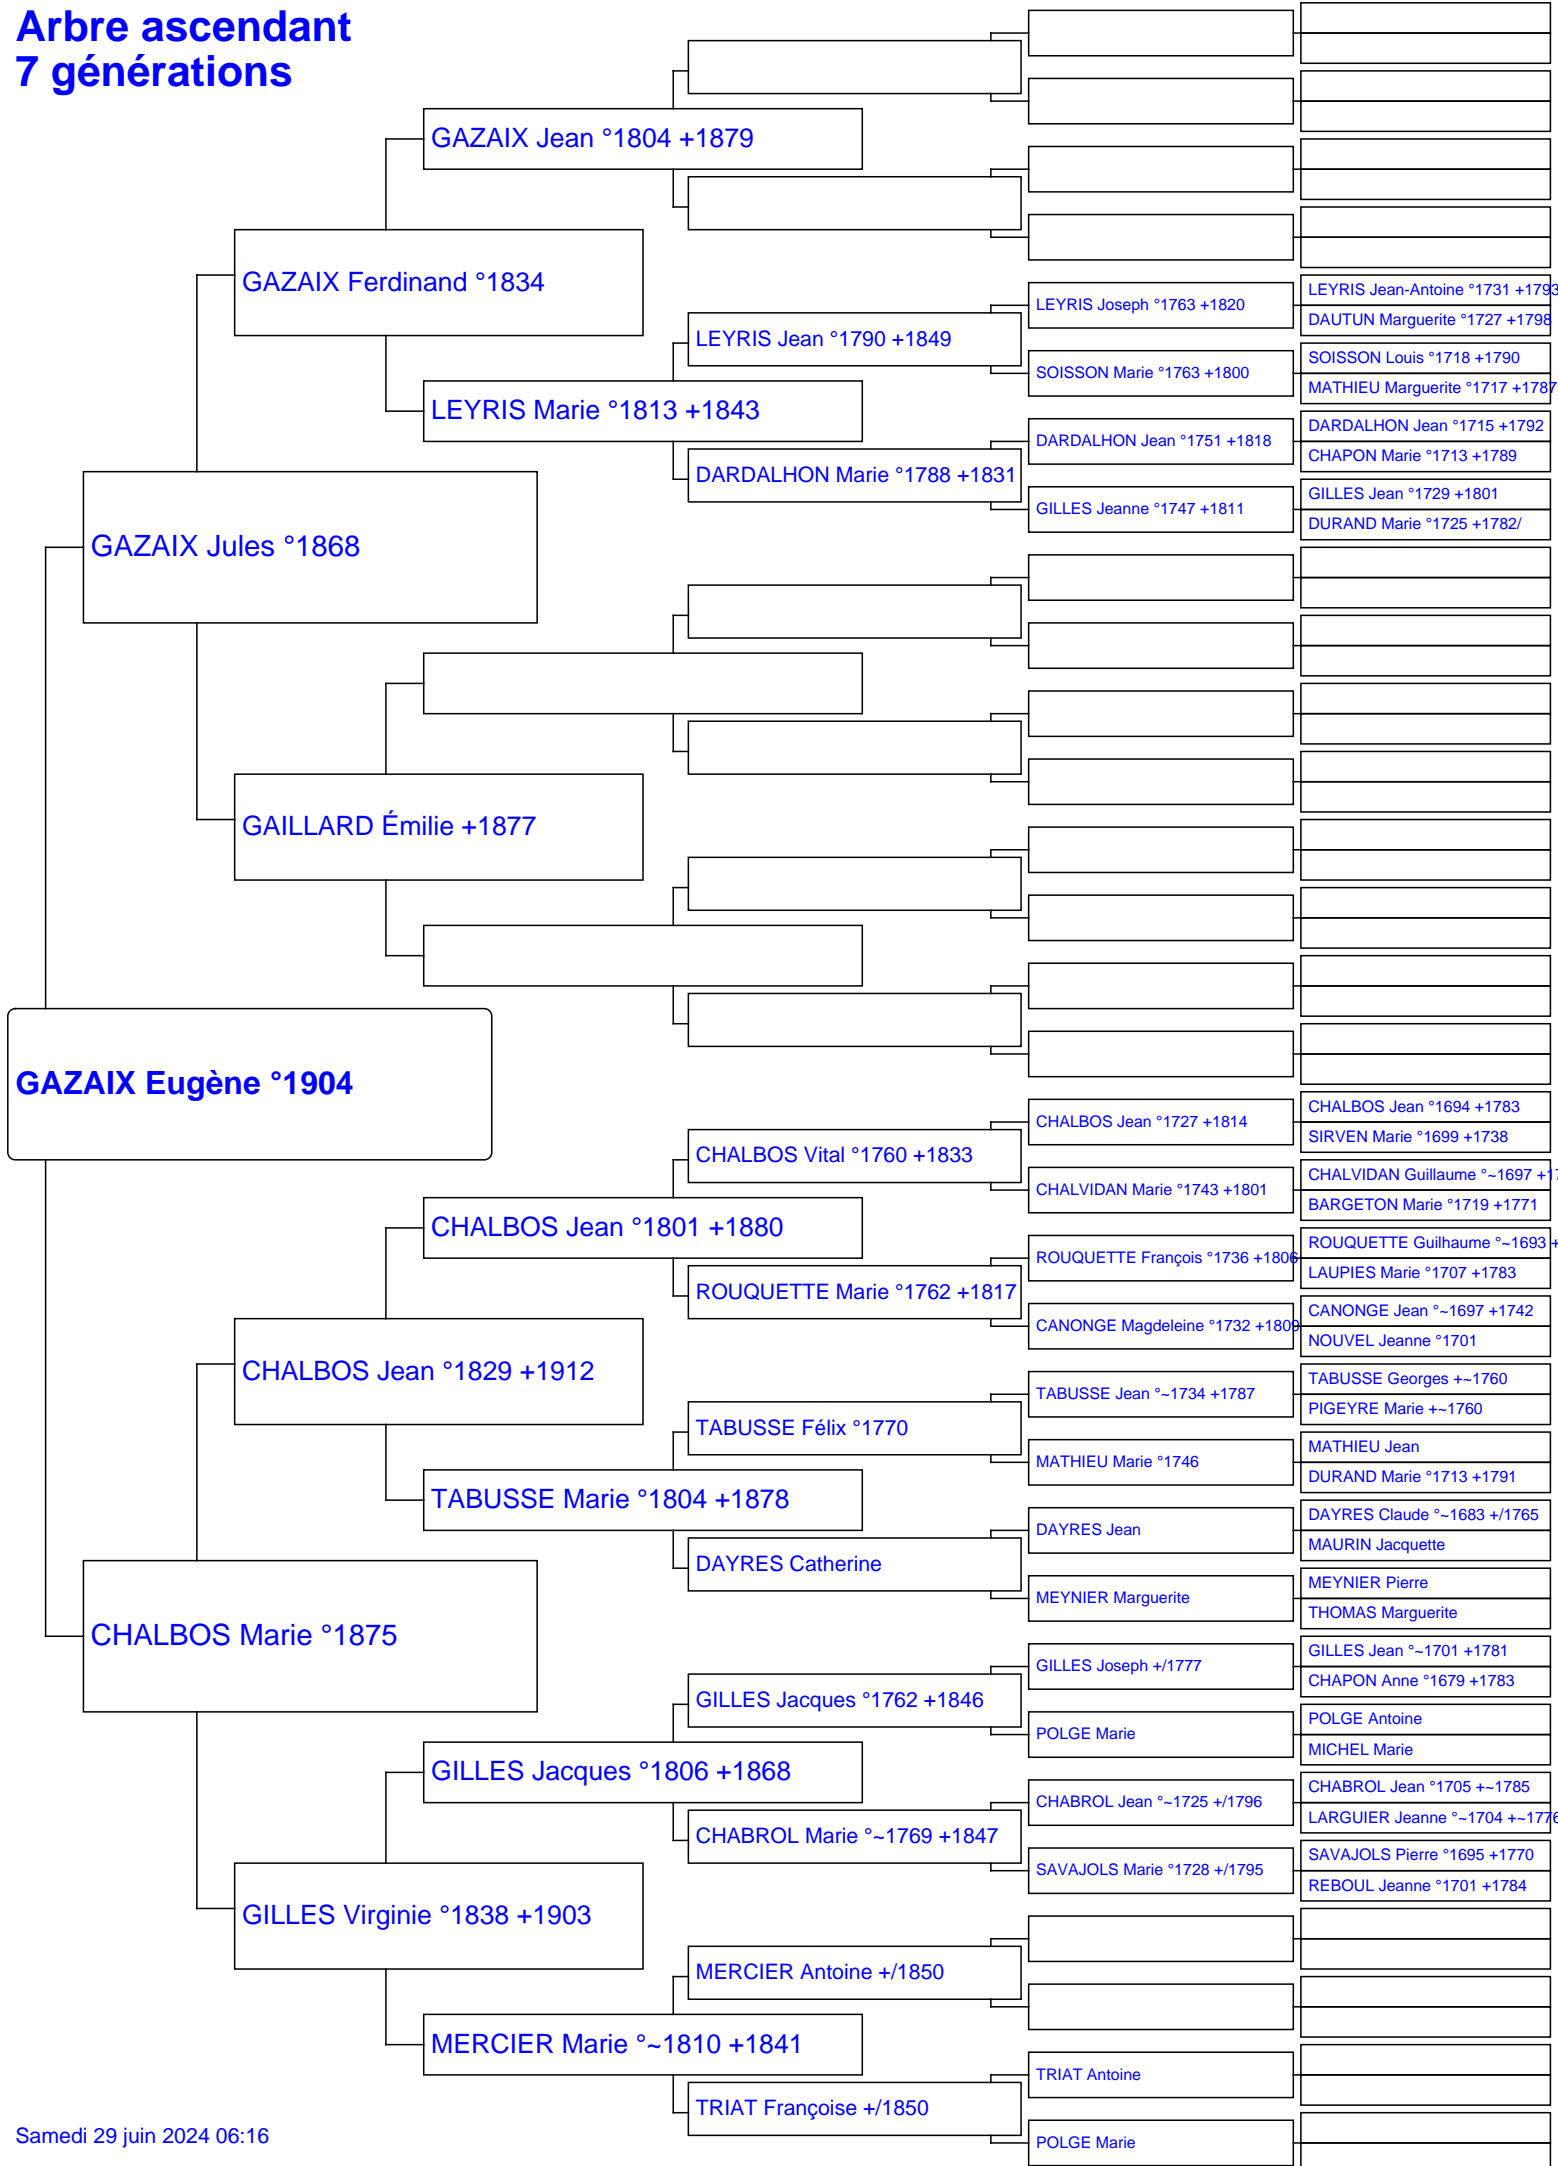 Arbre ascendant
7 générations
GAZAIX Jean °1804 +1879
GAZAIX Ferdinand °1834
LEYRIS Jean-Antoine °1731 +1793
LEYRIS Joseph °1763 +1820
DAUTUN Marguerite °1727 +1798
LEYRIS Jean °1790 +1849
SOISSON Louis °1718 +1790
SOISSON Marie °1763 +1800
MATHIEU Marguerite °1717 +1787
LEYRIS Marie °1813 +1843
DARDALHON Jean °1715 +1792
DARDALHON Jean °1751 +1818
CHAPON Marie °1713 +1789
DARDALHON Marie °1788 +1831
GILLES Jean °1729 +1801
GILLES Jeanne °1747 +1811
DURAND Marie °1725 +1782/
GAZAIX Jules °1868
GAILLARD Émilie +1877
GAZAIX Eugène °1904
CHALBOS Jean °1694 +1783
CHALBOS Jean °1727 +1814
SIRVEN Marie °1699 +1738
CHALBOS Vital °1760 +1833
CHALVIDAN Guillaume °~1697 +17
CHALVIDAN Marie °1743 +1801
BARGETON Marie °1719 +1771
CHALBOS Jean °1801 +1880
ROUQUETTE Guilhaume °~1693 +
ROUQUETTE François °1736 +1806
LAUPIES Marie °1707 +1783
ROUQUETTE Marie °1762 +1817
CANONGE Jean °~1697 +1742
CANONGE Magdeleine °1732 +1809
NOUVEL Jeanne °1701
CHALBOS Jean °1829 +1912
TABUSSE Georges +~1760
TABUSSE Jean °~1734 +1787
PIGEYRE Marie +~1760
TABUSSE Félix °1770
MATHIEU Jean
MATHIEU Marie °1746
DURAND Marie °1713 +1791
TABUSSE Marie °1804 +1878
DAYRES Claude °~1683 +/1765
DAYRES Jean
MAURIN Jacquette
DAYRES Catherine
MEYNIER Pierre
MEYNIER Marguerite
THOMAS Marguerite
CHALBOS Marie °1875
GILLES Jean °~1701 +1781
GILLES Joseph +/1777
CHAPON Anne °1679 +1783
GILLES Jacques °1762 +1846
POLGE Antoine
POLGE Marie
MICHEL Marie
GILLES Jacques °1806 +1868
CHABROL Jean °1705 +~1785
CHABROL Jean °~1725 +/1796
LARGUIER Jeanne °~1704 +~1776
CHABROL Marie °~1769 +1847
SAVAJOLS Pierre °1695 +1770
SAVAJOLS Marie °1728 +/1795
REBOUL Jeanne °1701 +1784
GILLES Virginie °1838 +1903
MERCIER Antoine +/1850
MERCIER Marie °~1810 +1841
TRIAT Antoine
TRIAT Françoise +/1850
POLGE Marie
Samedi 29 juin 2024 06:16